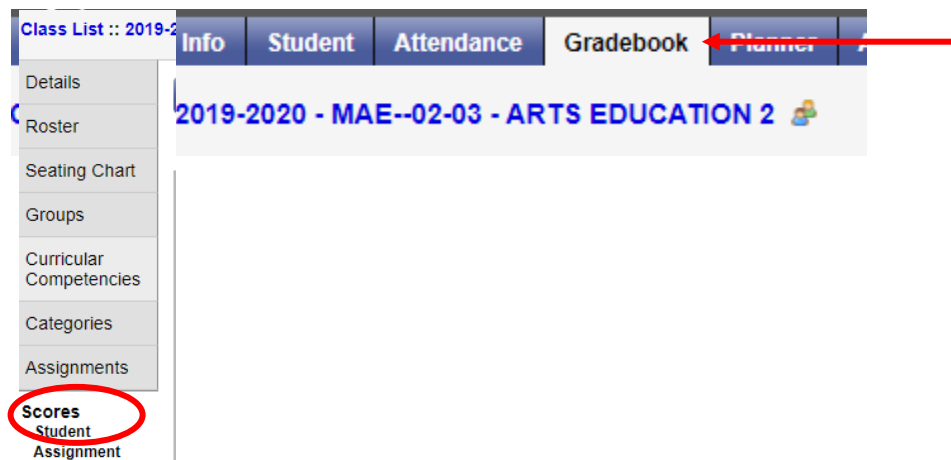 Class List :: 2019-2
Info Student Attendance Gradebook Planner A
2019-2020 - MAE--02-03 - ARTS EDUCATION 2
Details
Roster
Seating Chart
Groups
Curricular
Competencies
Categories
Assignments
Scores
Student
Assignment